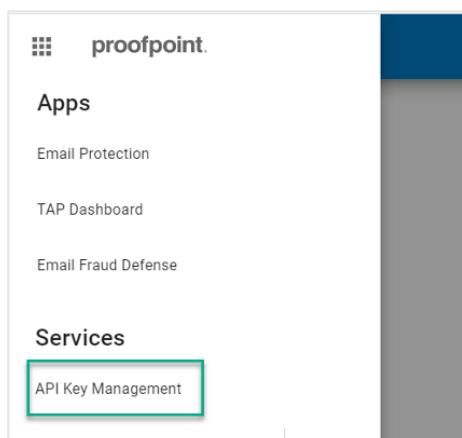 proofpoint.
Apps
Email Protection
TAP Dashboard
Email Fraud Defense
Services
API Key Management